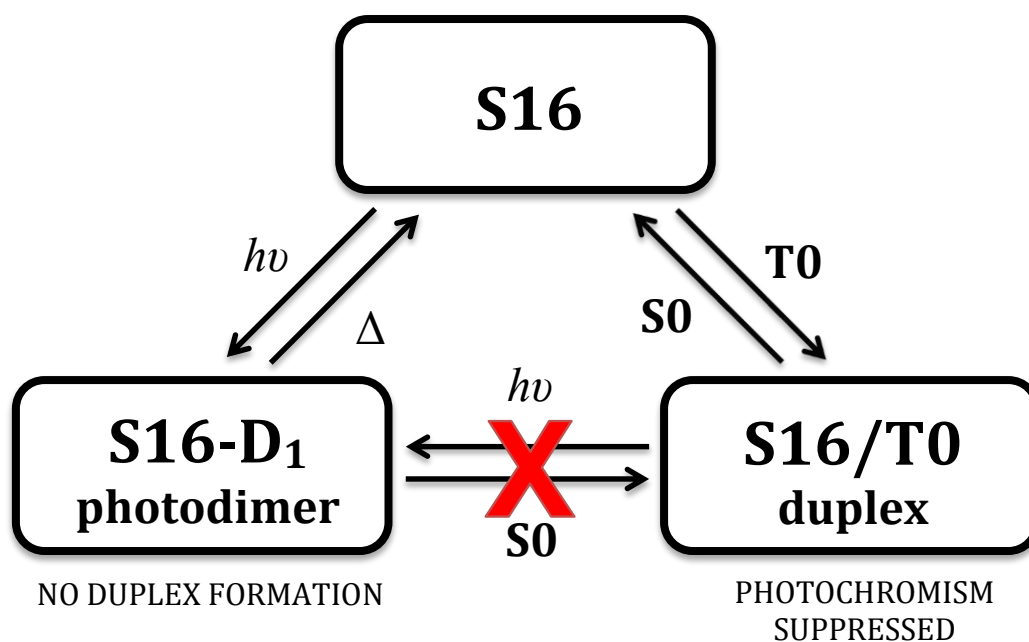 S16
hυ
Δ
T0
S0
hυ
S0
S16-D₁
photodimer
S16/T0
duplex
NO DUPLEX FORMATION
PHOTOCHROMISM
SUPPRESSED